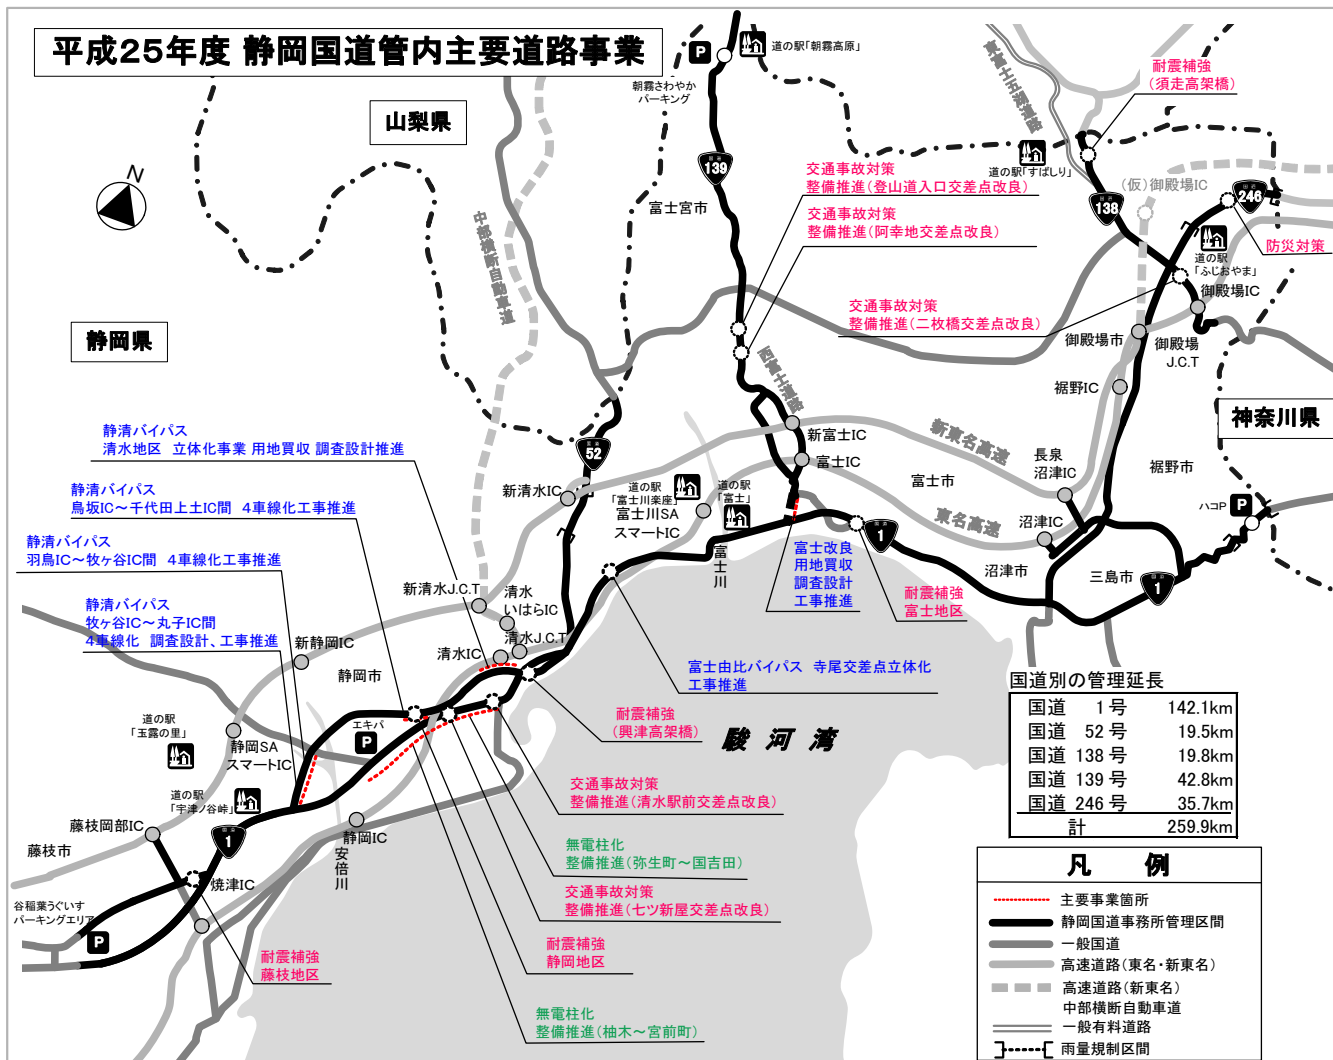 平成25年度 静岡国道管内主要道路事業
山梨県
静岡県
神奈川県
N
P
道の駅「朝霧高原」
朝霧さわやか
パーキング
国道
139
富士宮市
中部横断自動車道
東富士五湖道路
耐震補強
(須走高架橋)
道の駅「すばしり」
国道
138
(仮)御殿場IC
国道
246
防災対策
道の駅
「ふじおやま」
御殿場IC
交通事故対策
整備推進(登山道入口交差点改良)
交通事故対策
整備推進(阿幸地交差点改良)
交通事故対策
整備推進(二枚橋交差点改良)
御殿場市
御殿場
J.C.T
裾野IC
西富士道路
新富士IC
富士IC
新東名高速
東名高速
富士市
長泉
沼津IC
裾野市
沼津IC
沼津市
三島市
ハコP
P
国道
1
国道
1
国道
52
静清バイパス
清水地区 立体化事業 用地買収 調査設計推進
静清バイパス
鳥坂IC～千代田上土IC間 4車線化工事推進
静清バイパス
羽鳥IC～牧ヶ谷IC間 4車線化工事推進
静清バイパス
牧ヶ谷IC～丸子IC間
4車線化 調査設計、工事推進
新清水IC
道の駅
「富士川楽座」
富士川SA
スマートIC
道の駅
「富士」
富士川
富士改良
用地買収
調査設計
工事推進
耐震補強
富士地区
新清水J.C.T
清水
いはらIC
清水J.C.T
清水IC
新静岡IC
静岡市
富士由比バイパス 寺尾交差点立体化
工事推進
耐震補強
(興津高架橋)
駿河湾
道の駅
「玉露の里」
静岡SA
スマートIC
エキパ
P
道の駅
「宇津ノ谷峠」
藤枝岡部IC
藤枝市
国道
1
安倍川
静岡IC
焼津IC
谷稲葉うぐいす
パーキングエリア
P
交通事故対策
整備推進(清水駅前交差点改良)
無電柱化
整備推進(弥生町～国吉田)
交通事故対策
整備推進(七ツ新屋交差点改良)
耐震補強
静岡地区
耐震補強
藤枝地区
無電柱化
整備推進(柚木～宮前町)
国道別の管理延長
国道 1号 142.1km
国道 52号 19.5km
国道 138号 19.8km
国道 139号 42.8km
国道 246号 35.7km
計 259.9km
凡例
主要事業箇所
静岡国道事務所管理区間
一般国道
高速道路(東名・新東名)
高速道路(新東名)
中部横断自動車道
一般有料道路
雨量規制区間